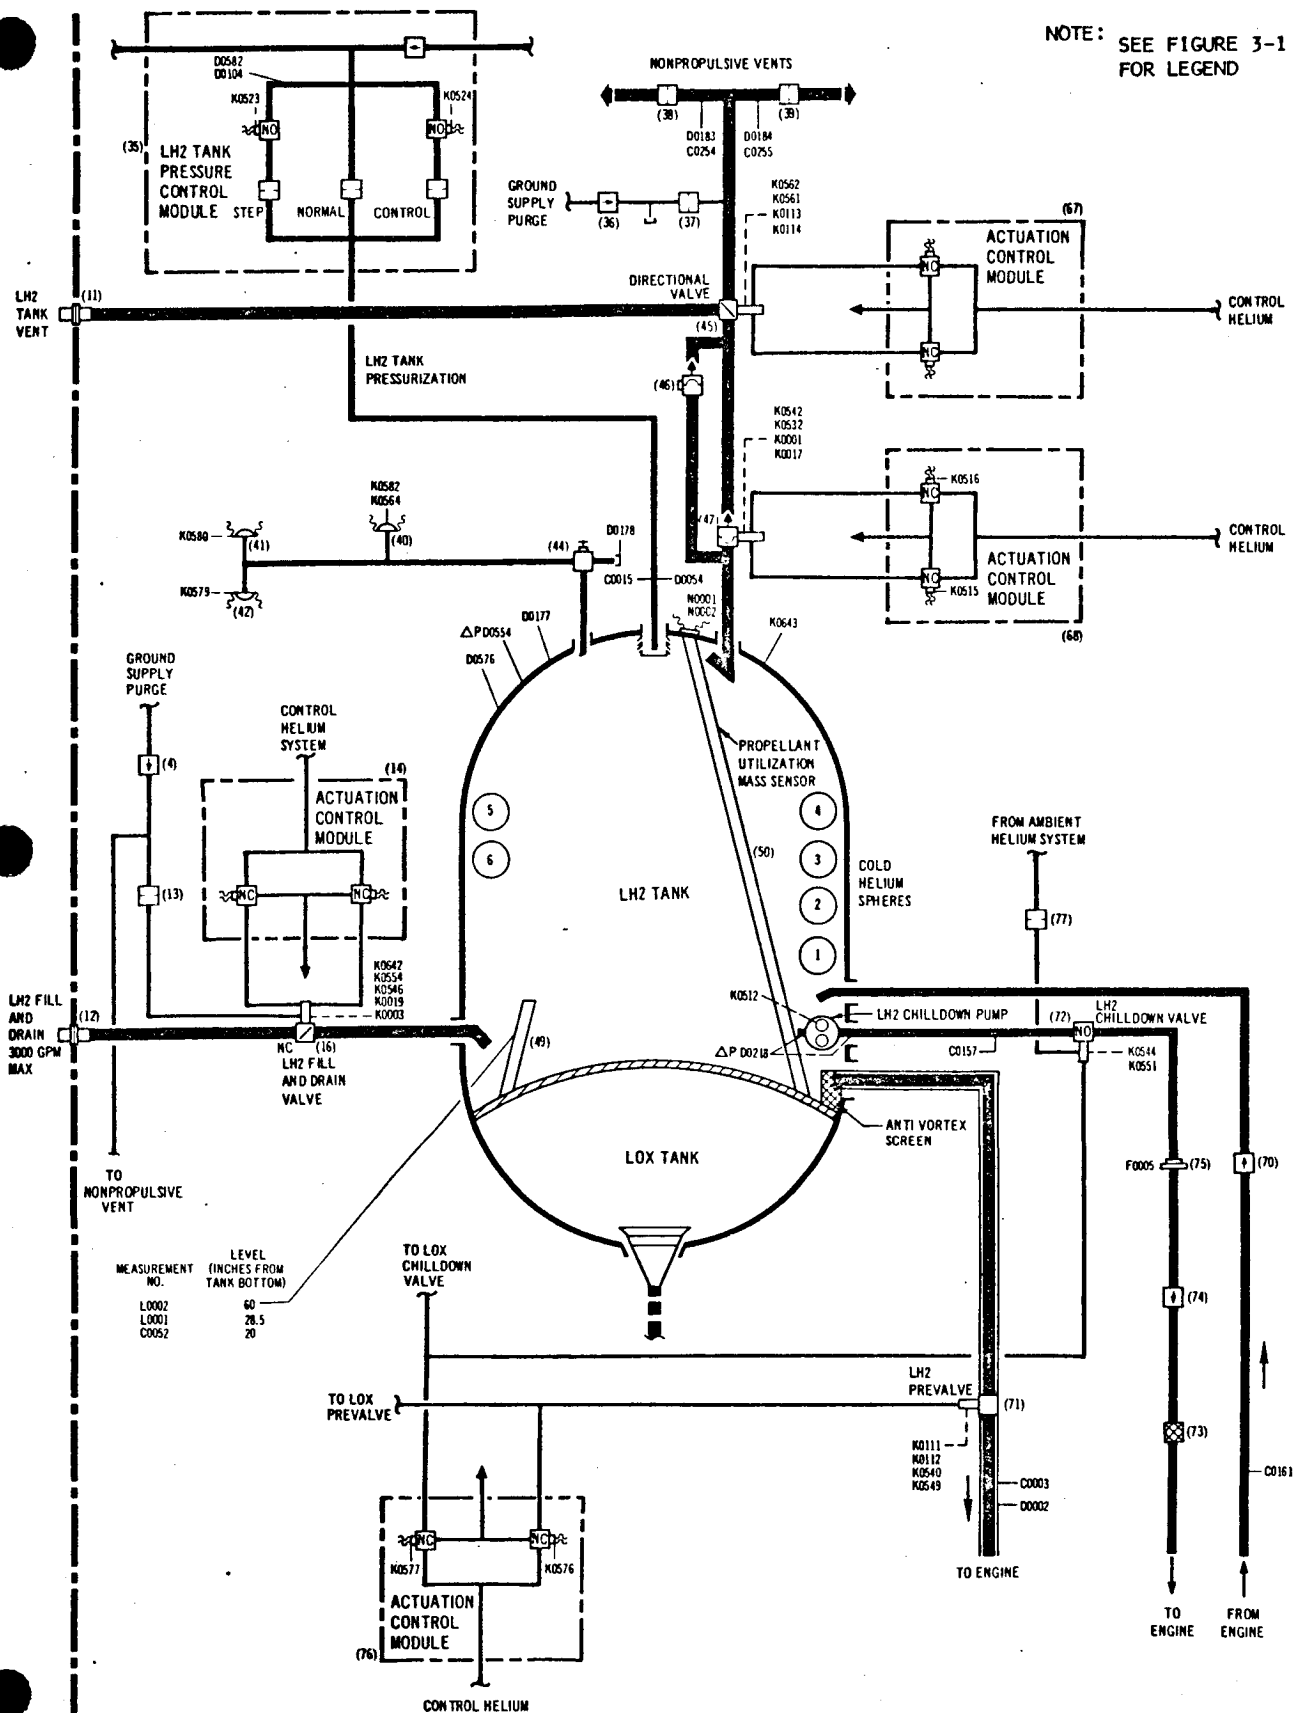 NOTE: SEE FIGURE 3-1
FOR LEGEND
D0582
D0104
K0523
K0524
NO
NO
(35)
LH2 TANK
PRESSURE
CONTROL
MODULE
STEP
NORMAL
CONTROL
NONPROPULSIVE VENTS
(38)
(39)
D0183
C0254
D0184
C0255
GROUND
SUPPLY
PURGE
(36)
(37)
K0562
K0561
K0113
K0114
(67)
ACTUATION
CONTROL
MODULE
NC
NC
CONTROL
HELIUM
DIRECTIONAL
VALVE
(45)
LH2
TANK
VENT
(11)
LH2 TANK
PRESSURIZATION
(46)
K0542
K0532
K0001
K0017
(47)
K0516
NC
NC
K0515
ACTUATION
CONTROL
MODULE
(68)
CONTROL
HELIUM
K0582
K0564
(40)
K0580
(41)
K0579
(42)
(44)
D0178
C0015
D0054
N0001
N0002
K0643
D0177
△P D0554
D0576
GROUND
SUPPLY
PURGE
(4)
(13)
CONTROL
HELIUM
SYSTEM
(14)
ACTUATION
CONTROL
MODULE
NC
NC
K0642
K0554
K0546
K0019
K0003
PROPELLANT
UTILIZATION
MASS SENSOR
(50)
5
6
4
3
2
1
COLD
HELIUM
SPHERES
LH2 TANK
FROM AMBIENT
HELIUM SYSTEM
(77)
LH2 FILL
AND
DRAIN
3000 GPM
MAX
(12)
NC
(16)
LH2 FILL
AND DRAIN
VALVE
(49)
K0512
LH2 CHILLDOWN PUMP
△P D0218
C0157
(72)
LH2
CHILLDOWN VALVE
NO
K0544
K0551
ANTI VORTEX
SCREEN
LOX TANK
TO
NONPROPULSIVE
VENT
F0005
(75)
(70)
MEASUREMENT
NO.
LEVEL
(INCHES FROM
TANK BOTTOM)
L0002 60
L0001 28.5
C0052 20
TO LOX
CHILLDOWN
VALVE
(74)
TO LOX
PREVALVE
LH2
PREVALVE
(71)
K0111
K0112
K0540
K0549
(73)
C0161
C0003
D0002
NC
NC
K0577
K0576
ACTUATION
CONTROL
MODULE
(76)
CONTROL HELIUM
TO ENGINE
TO
ENGINE
FROM
ENGINE